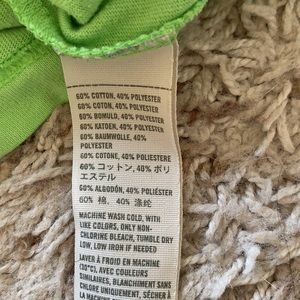 60% COTTON, 40% POLYESTER
60% COTON, 40% POLYESTER
60% BOMULD, 40% POLYESTER
60% KATOEN, 40% POLYESTER
60% BAUMWOLLE, 40%
POLYESTER
60% COTONE, 40% POLIESTERE
60% コットン, 40% ポリ
エステル
60% ALGODÓN, 40% POLIÉSTER
60% 棉, 40% 涤纶
MACHINE WASH COLD, WITH
LIKE COLORS, ONLY NON-
CHLORINE BLEACH, TUMBLE DRY
LOW, LOW IRON IF NEEDED
LAVER À FROID EN MACHINE
(30°C), AVEC COULEURS
SIMILAIRES, BLANCHIMENT SANS
CHLORE UNIQUEMENT, SÉCHER À
LA MACHINE